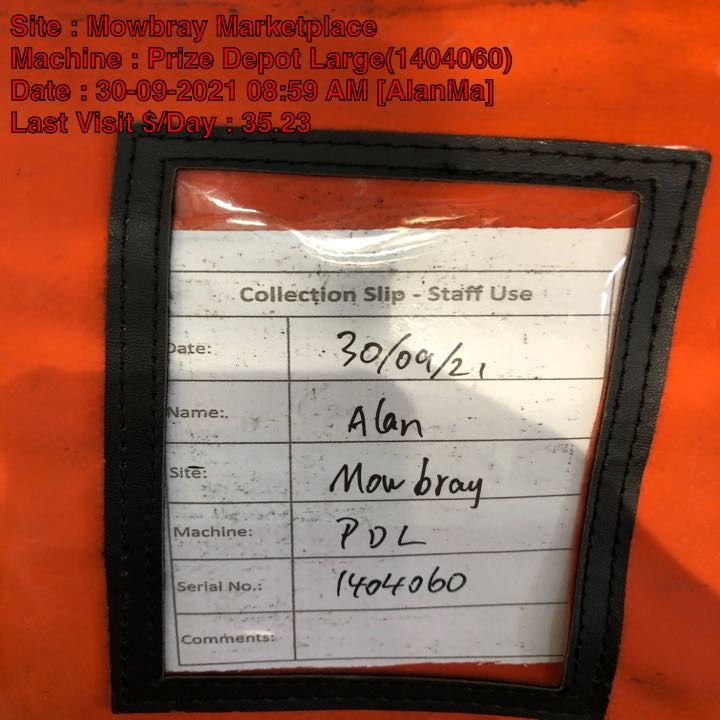 Site : Mowbray Marketplace
Machine : Prize Depot Large(1404060)
Date : 30-09-2021 08:59 AM [AlanMa]
Last Visit $/Day : 35.23
Collection Slip - Staff Use
Date: 30/09/21
Name: Alan
Site: Mowbray
Machine: PDL
Serial No.: 1404060
Comments: